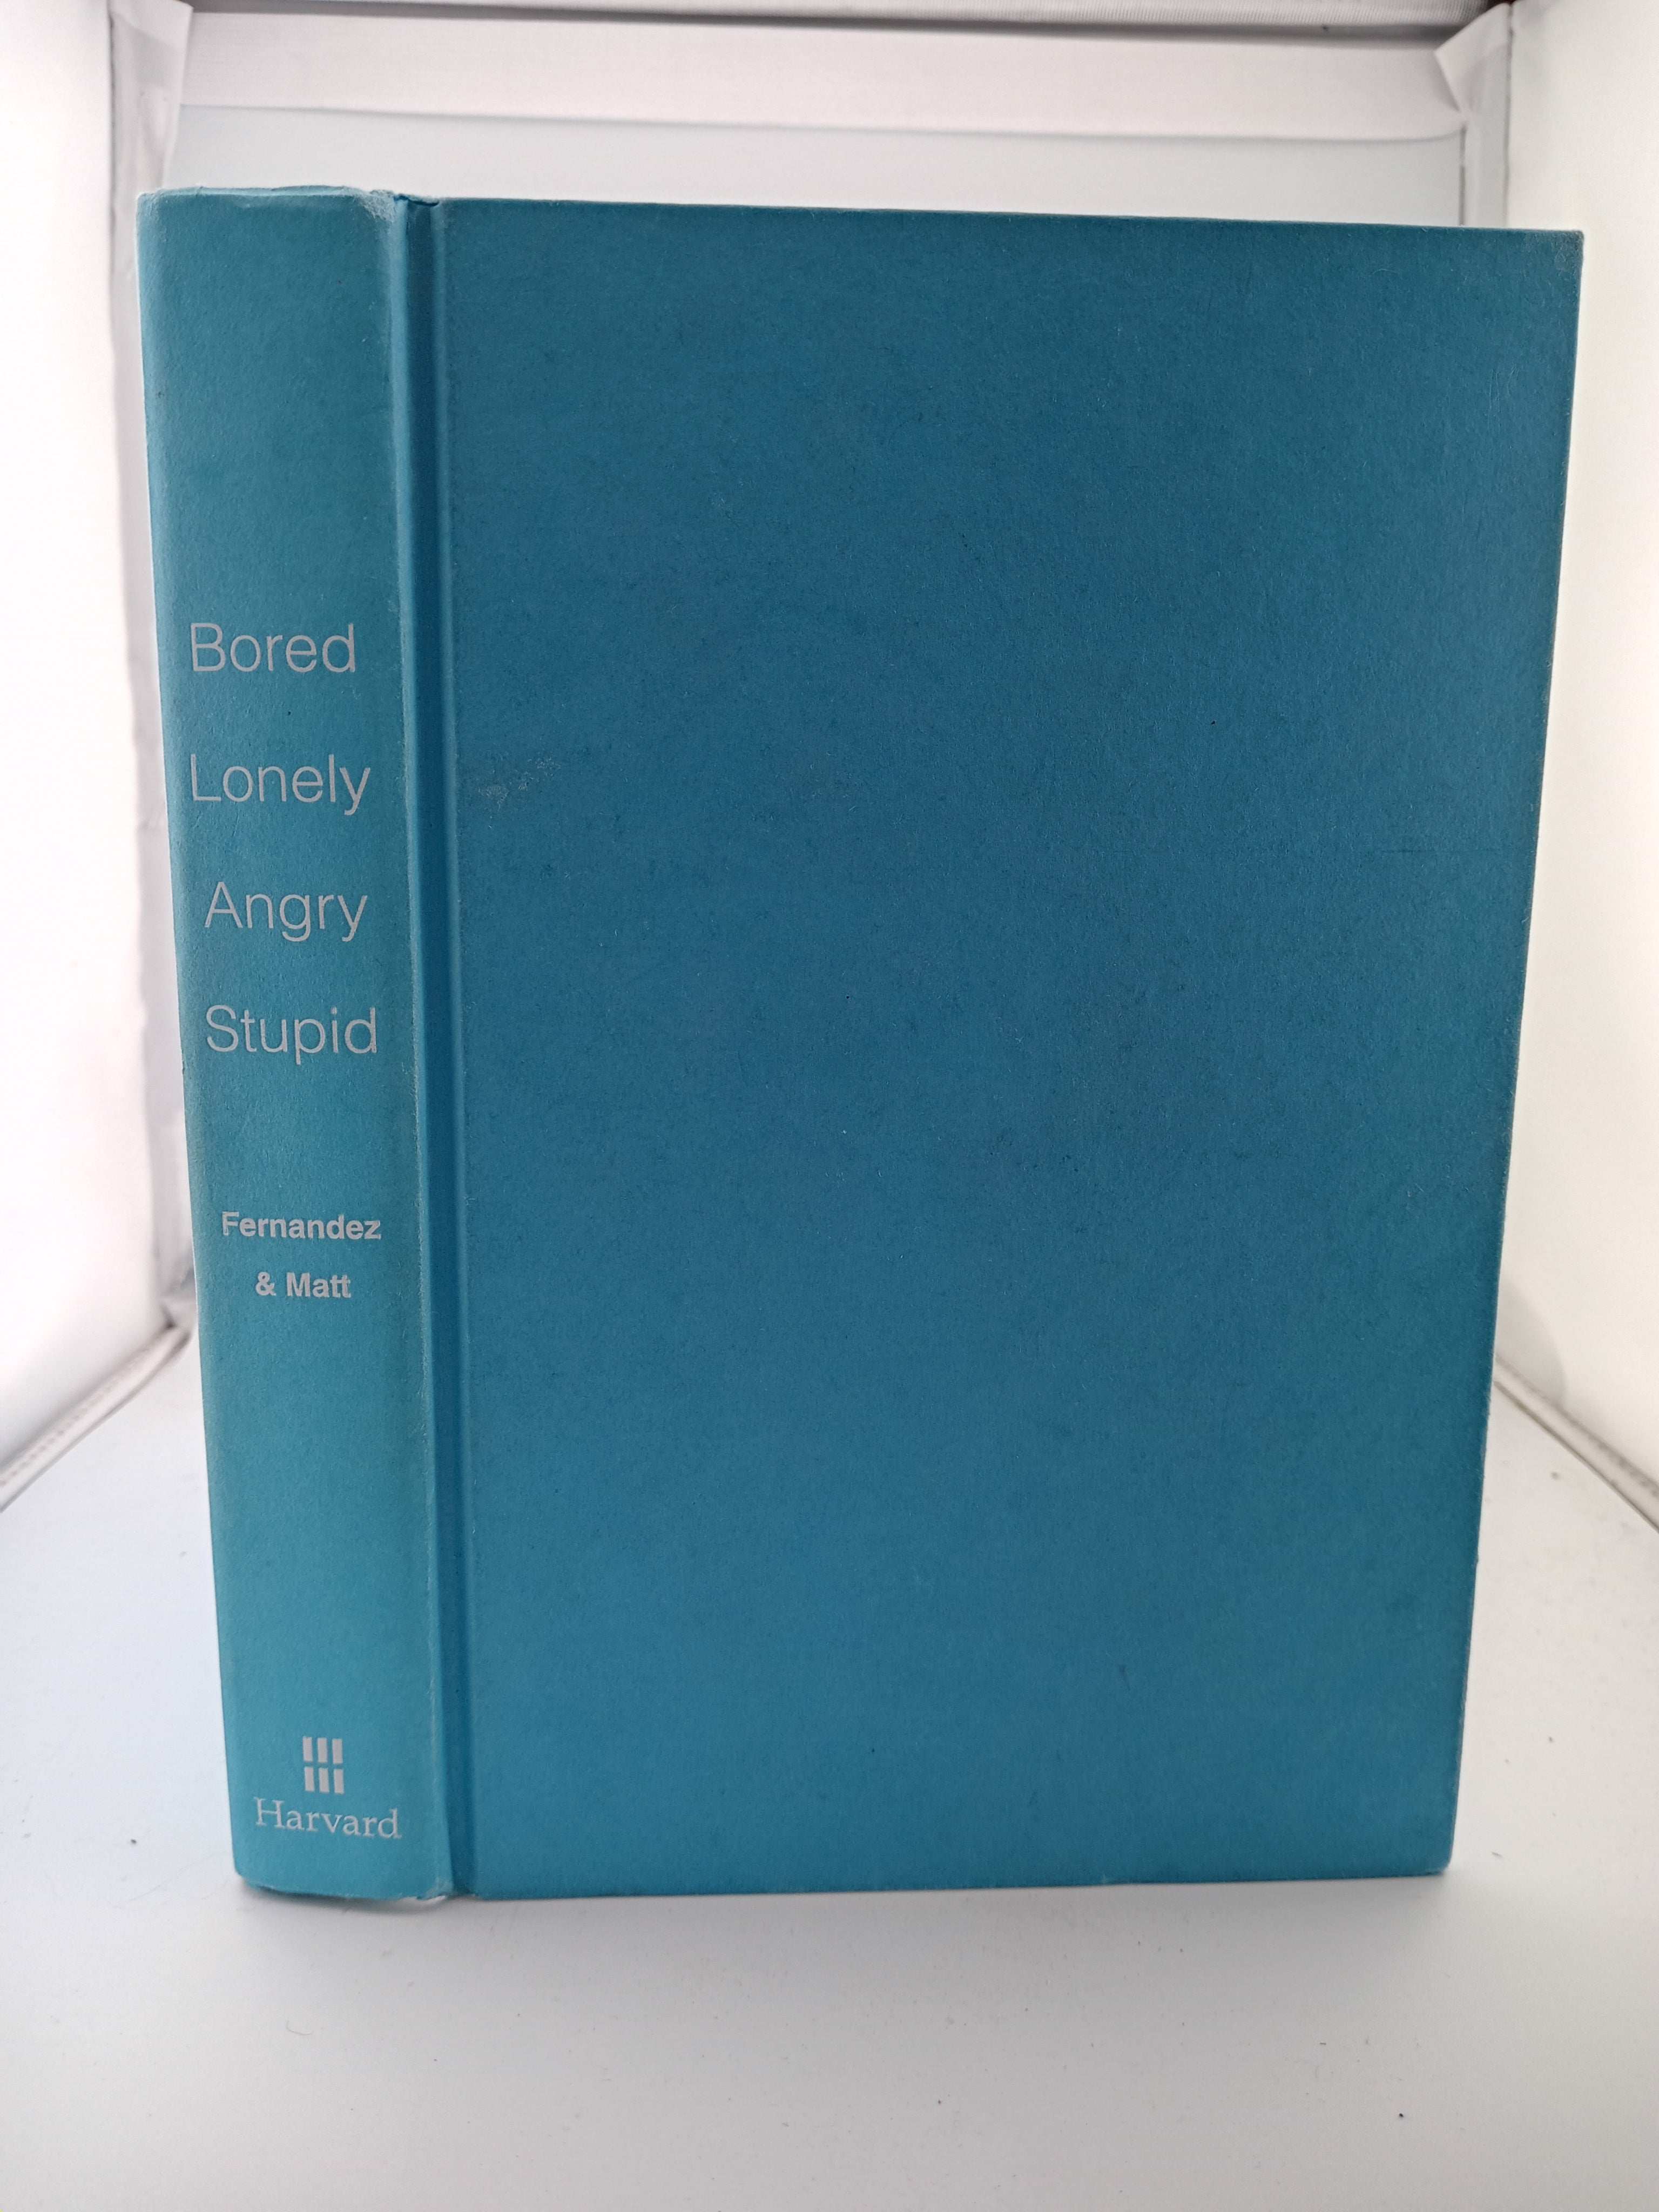 Bored
Lonely
Angry
Stupid
Fernandez
& Matt
Harvard